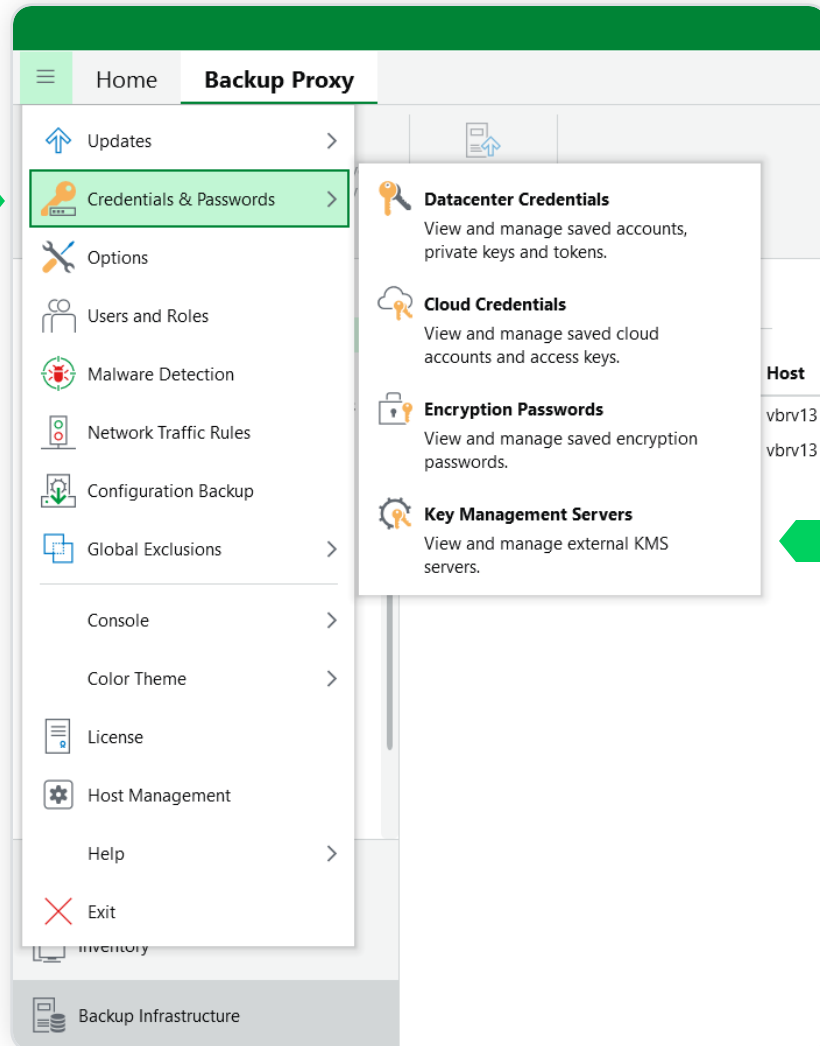 Home
Backup Proxy
Updates
Credentials & Passwords
Options
Users and Roles
Malware Detection
Network Traffic Rules
Configuration Backup
Global Exclusions
Console
Color Theme
License
Host Management
Help
Exit
Datacenter Credentials
View and manage saved accounts,
private keys and tokens.
Cloud Credentials
View and manage saved cloud
accounts and access keys.
Encryption Passwords
View and manage saved encryption
passwords.
Key Management Servers
View and manage external KMS
servers.
Host
vbrv13
vbrv13
Inventory
Backup Infrastructure